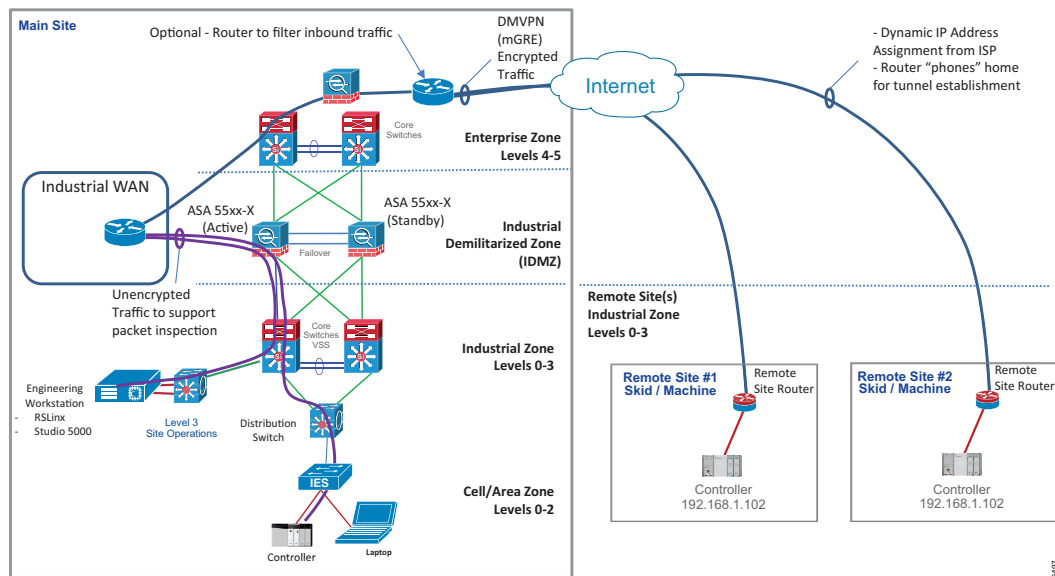 Main Site
Optional - Router to filter inbound traffic
DMVPN
(mGRE)
Encrypted
Traffic
Internet
- Dynamic IP Address
Assignment from ISP
- Router “phones” home
for tunnel establishment
Core
Switches
SI
SI
Enterprise Zone
Levels 4-5
Industrial WAN
ASA 55xx-X
(Active)
ASA 55xx-X
(Standby)
Failover
Industrial
Demilitarized Zone
(IDMZ)
Unencrypted
Traffic to support
packet inspection
Remote Site(s)
Industrial Zone
Levels 0-3
Core
Switches
VSS
SI
SI
Industrial Zone
Levels 0-3
Engineering
Workstation
- RSLinx
- Studio 5000
Level 3
Site Operations
Distribution
Switch
IES
Cell/Area Zone
Levels 0-2
Controller
Laptop
Remote Site #1
Skid / Machine
Remote
Site Router
Controller
192.168.1.102
Remote Site #2
Skid / Machine
Remote
Site Router
Controller
192.168.1.102